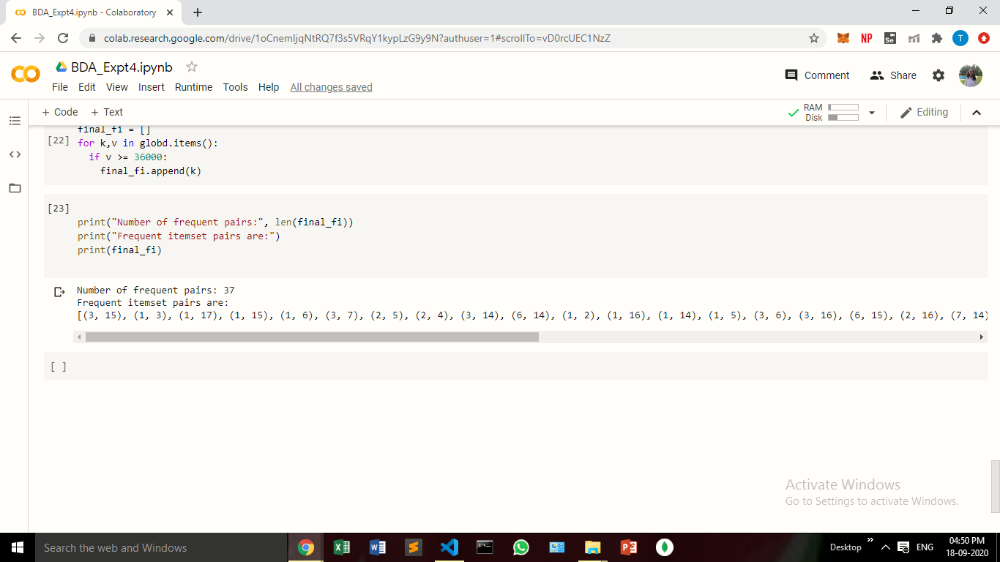 BDA_Expt4.ipynb - Colaboratory
colab.research.google.com/drive/1oCnemIjqNtRQ7f3s5VRqY1kypLzG9y9N?authuser=1#scrollTo=vD0rcUEC1NzZ
NP
Se
T
BDA_Expt4.ipynb
Comment
Share
File Edit View Insert Runtime Tools Help All changes saved
+ Code + Text
RAM
Disk
Editing
final_fi = []
[22] for k,v in globd.items():
if v >= 36000:
final_fi.append(k)
[23]
print("Number of frequent pairs:", len(final_fi))
print("Frequent itemset pairs are:")
print(final_fi)
Number of frequent pairs: 37
Frequent itemset pairs are:
[(3, 15), (1, 3), (1, 17), (1, 15), (1, 6), (3, 7), (2, 5), (2, 4), (3, 14), (6, 14), (1, 2), (1, 16), (1, 14), (1, 5), (3, 6), (3, 16), (6, 15), (2, 16), (7, 14)
[ ]
Activate Windows
Go to Settings to activate Windows.
Search the web and Windows
Desktop
ENG
04:50 PM
18-09-2020